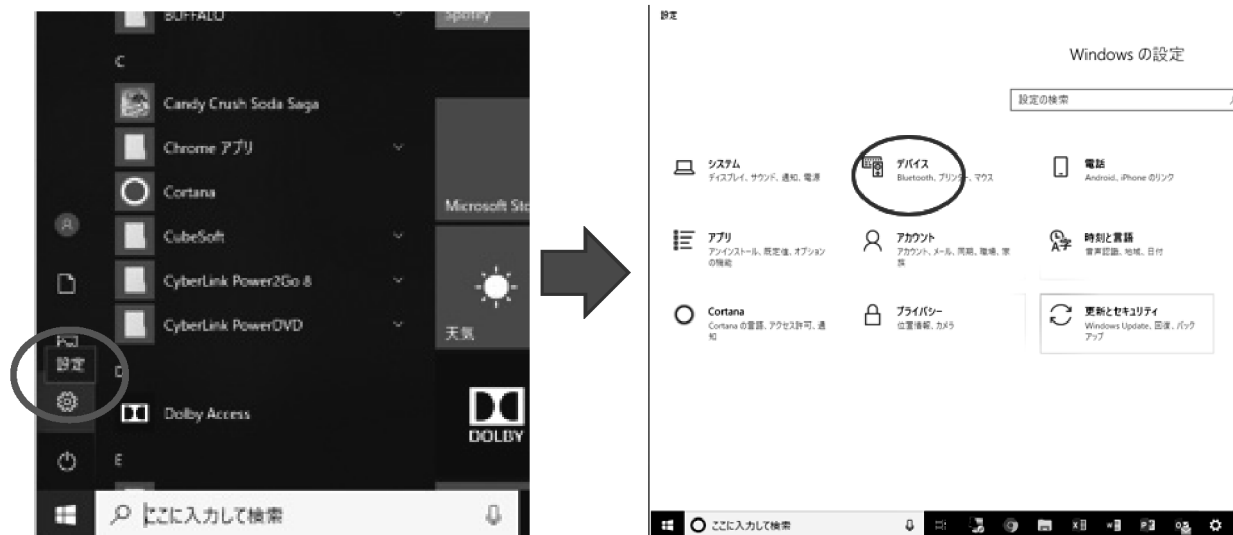 BUFFALO
Spotify
C
Candy Crush Soda Saga
Chrome アプリ
Cortana
CubeSoft
CyberLink Power2Go 8
CyberLink PowerDVD
D
設定
Dolby Access
E
ここに入力して検索
Microsoft Sto
天気
DOLBY
設定
Windows の設定
設定の検索
システム
ディスプレイ、サウンド、通知、電源
デバイス
Bluetooth、プリンター、マウス
電話
Android、iPhone のリンク
アプリ
アンインストール、既定値、オプション
の機能
アカウント
アカウント、メール、同期、職場、家
族
時刻と言語
音声認識、地域、日付
Cortana
Cortana の言語、アクセス許可、通
知
プライバシー
位置情報、カメラ
更新とセキュリティ
Windows Update、回復、バック
アップ
ここに入力して検索